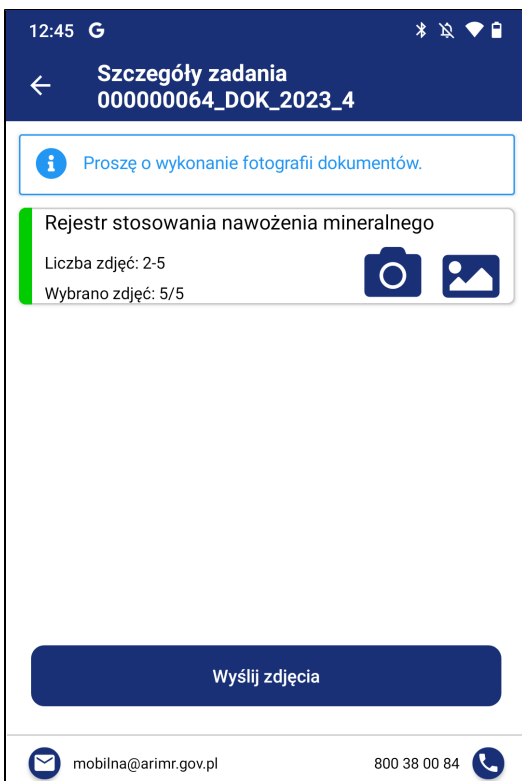 12:45 G
Szczegóły zadania
000000064_DOK_2023_4
Proszę o wykonanie fotografii dokumentów.
Rejestr stosowania nawożenia mineralnego
Liczba zdjęć: 2-5
Wybrano zdjęć: 5/5
Wyślij zdjęcia
mobilna@arimr.gov.pl 800 38 00 84